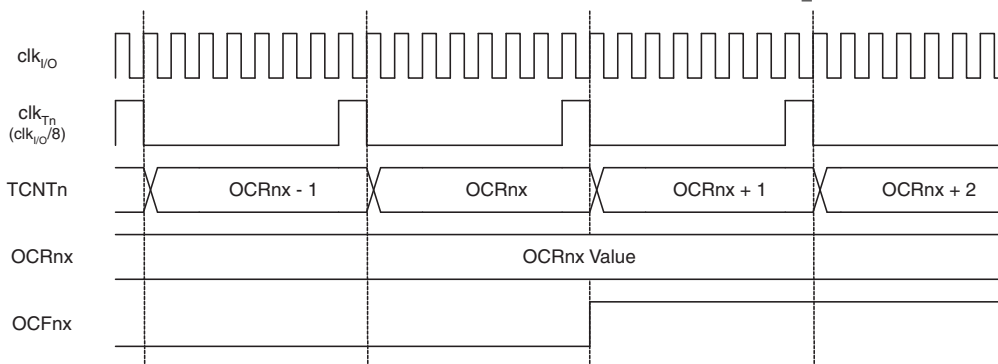 clkI/O
clkTn
(clkI/O/8)
TCNTn
OCRnx - 1
OCRnx
OCRnx + 1
OCRnx + 2
OCRnx
OCRnx Value
OCFnx